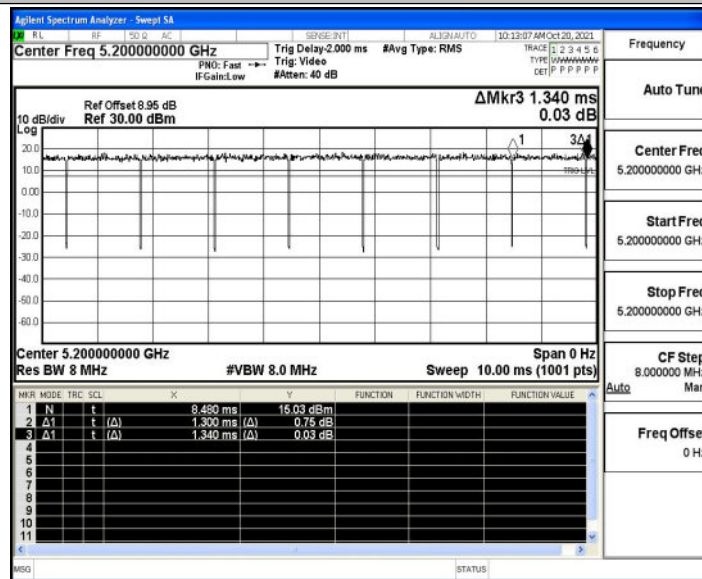 Agilent Spectrum Analyzer - Swept SA
RL RF 50 Ω AC SENSE:INT ALIGNAUTO 10:13:07 AM Oct 20, 2021
Center Freq 5.200000000 GHz
PNO: Fast
IFGain:Low
Trig Delay-2.000 ms
Trig: Video
#Atten: 40 dB
#Avg Type: RMS
TRACE 1 2 3 4 5 6
TYPE
DET P P P P P P
Ref Offset 8.95 dB
Ref 30.00 dBm
10 dB/div
Log
ΔMkr3 1.340 ms
0.03 dB
20.0
10.0
0.00
-10.0
-20.0
-30.0
-40.0
-50.0
-60.0
1
3Δ1
TRIG LVL
Center 5.200000000 GHz Span 0 Hz
Res BW 8 MHz #VBW 8.0 MHz Sweep 10.00 ms (1001 pts)
MKR MODE TRC SCL X Y FUNCTION FUNCTION WIDTH FUNCTION VALUE
1 N t 8.480 ms 15.03 dBm
2 Δ1 t (Δ) 1.300 ms (Δ) 0.75 dB
3 Δ1 t (Δ) 1.340 ms (Δ) 0.03 dB
4
5
6
7
8
9
10
11
MSG STATUS
Frequency
Auto Tune
Center Freq
5.200000000 GHz
Start Freq
5.200000000 GHz
Stop Freq
5.200000000 GHz
CF Step
8.000000 MHz
Auto Man
Freq Offset
0 Hz